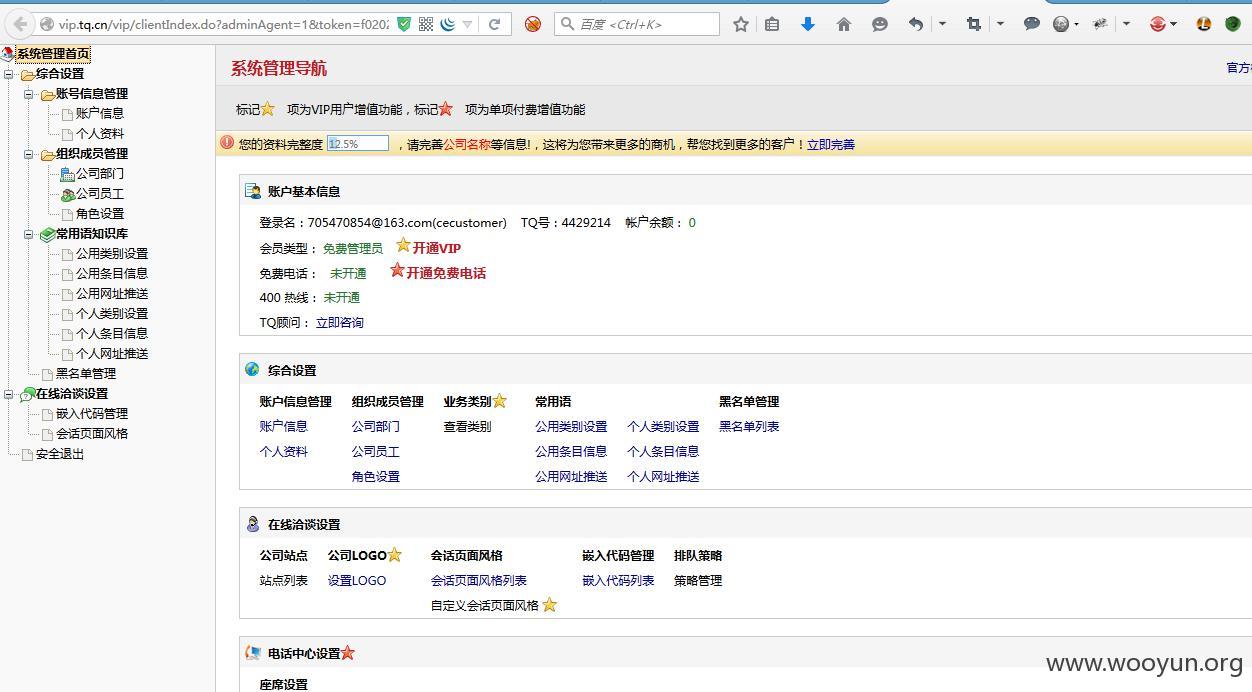 vip.tq.cn/vip/clientIndex.do?adminAgent=1&token=f0202
百度 <Ctrl+K>
系统管理首页
综合设置
账号信息管理
账户信息
个人资料
组织成员管理
公司部门
公司员工
角色设置
常用语知识库
公用类别设置
公用条目信息
公用网址推送
个人类别设置
个人条目信息
个人网址推送
黑名单管理
在线洽谈设置
嵌入代码管理
会话页面风格
安全退出
系统管理导航
官方
标记 项为VIP用户增值功能，标记 项为单项付费增值功能
您的资料完整度 12.5% ，请完善公司名称等信息!，这将为您带来更多的商机，帮您找到更多的客户！立即完善
账户基本信息
登录名：705470854@163.com(cecustomer) TQ号：4429214 帐户余额： 0
会员类型： 免费管理员 开通VIP
免费电话： 未开通 开通免费电话
400 热线： 未开通
TQ顾问： 立即咨询
综合设置
账户信息管理 组织成员管理 业务类别 常用语 黑名单管理
账户信息 公司部门 查看类别 公用类别设置 个人类别设置 黑名单列表
个人资料 公司员工 公用条目信息 个人条目信息
角色设置 公用网址推送 个人网址推送
在线洽谈设置
公司站点 公司LOGO 会话页面风格 嵌入代码管理 排队策略
站点列表 设置LOGO 会话页面风格列表 嵌入代码列表 策略管理
自定义会话页面风格
电话中心设置
座席设置
www.wooyun.org